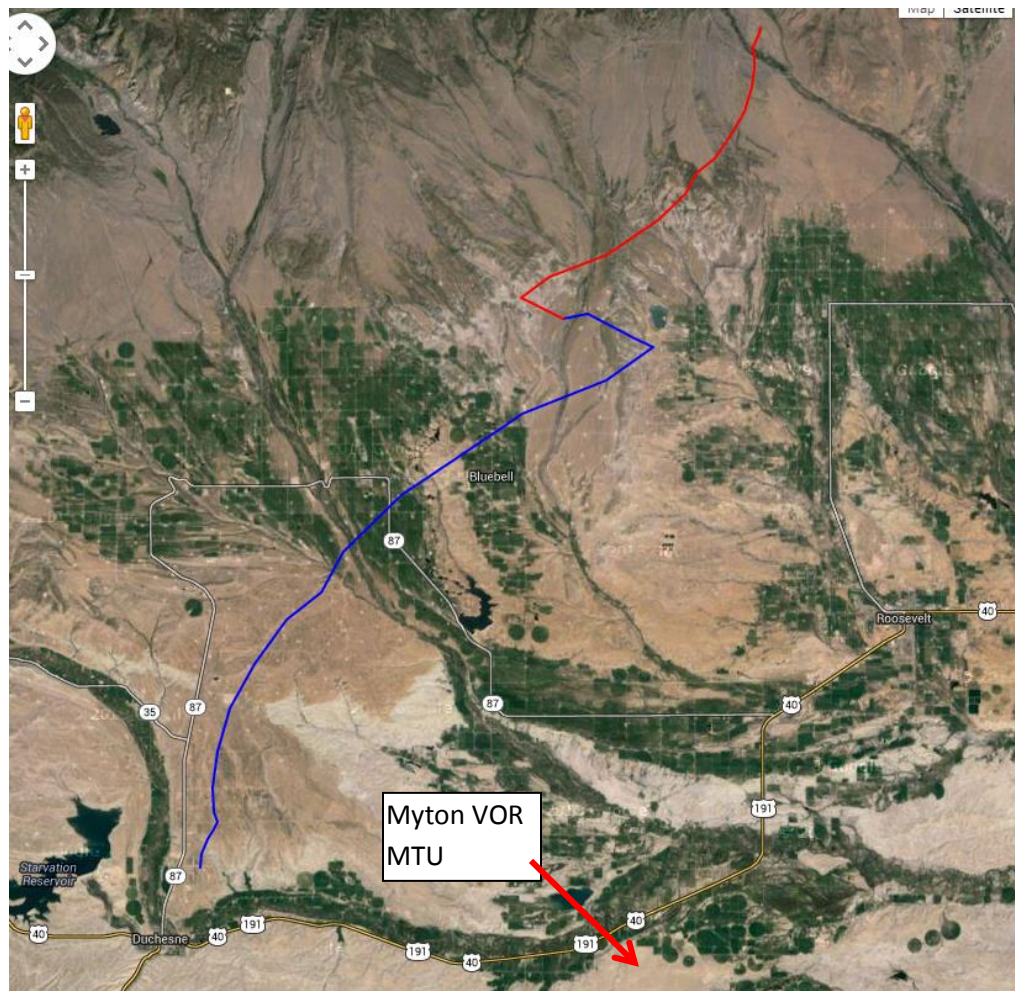 Map Satellite
Bluebell
87
40
Roosevelt
87
40
35
87
191
Myton VOR
MTU
Starvation
Reservoir
87
40
191
40
191
40
191
40
Duchesne